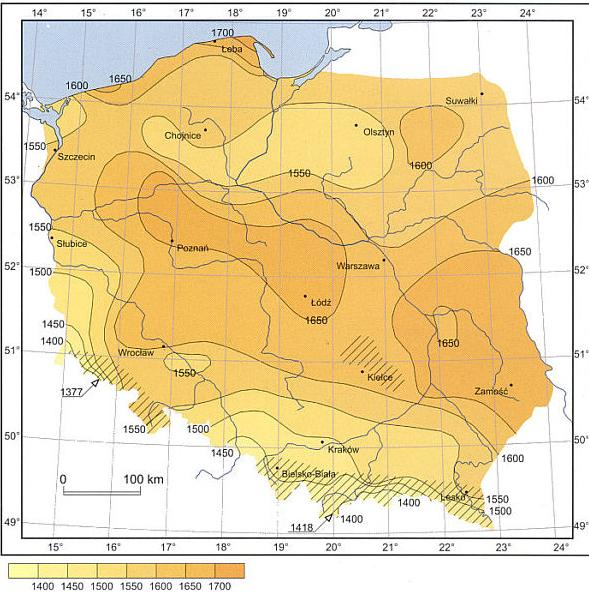 14° 15° 16° 17° 18° 19° 20° 21° 22° 23° 24°
1700
Łeba
1650
1600
54° 54°
Suwałki
Chojnice
Olsztyn
1550
Szczecin
1600
1550
53° 53°
1600
1550
Słubice
Poznań
1650
Warszawa
52° 52°
1500
Łódź
1650
1450
1650
1400
51° 51°
Wrocław
1550
Kielce
1377
Zamość
1550
1500
50° 50°
Kraków
1450
1600
Bielsko-Biała
0 100 km
Lesko
1550
1400
1500
1418
1400
49° 49°
15° 16° 17° 18° 19° 20° 21° 22° 23° 24°
1400 1450 1500 1550 1600 1650 1700